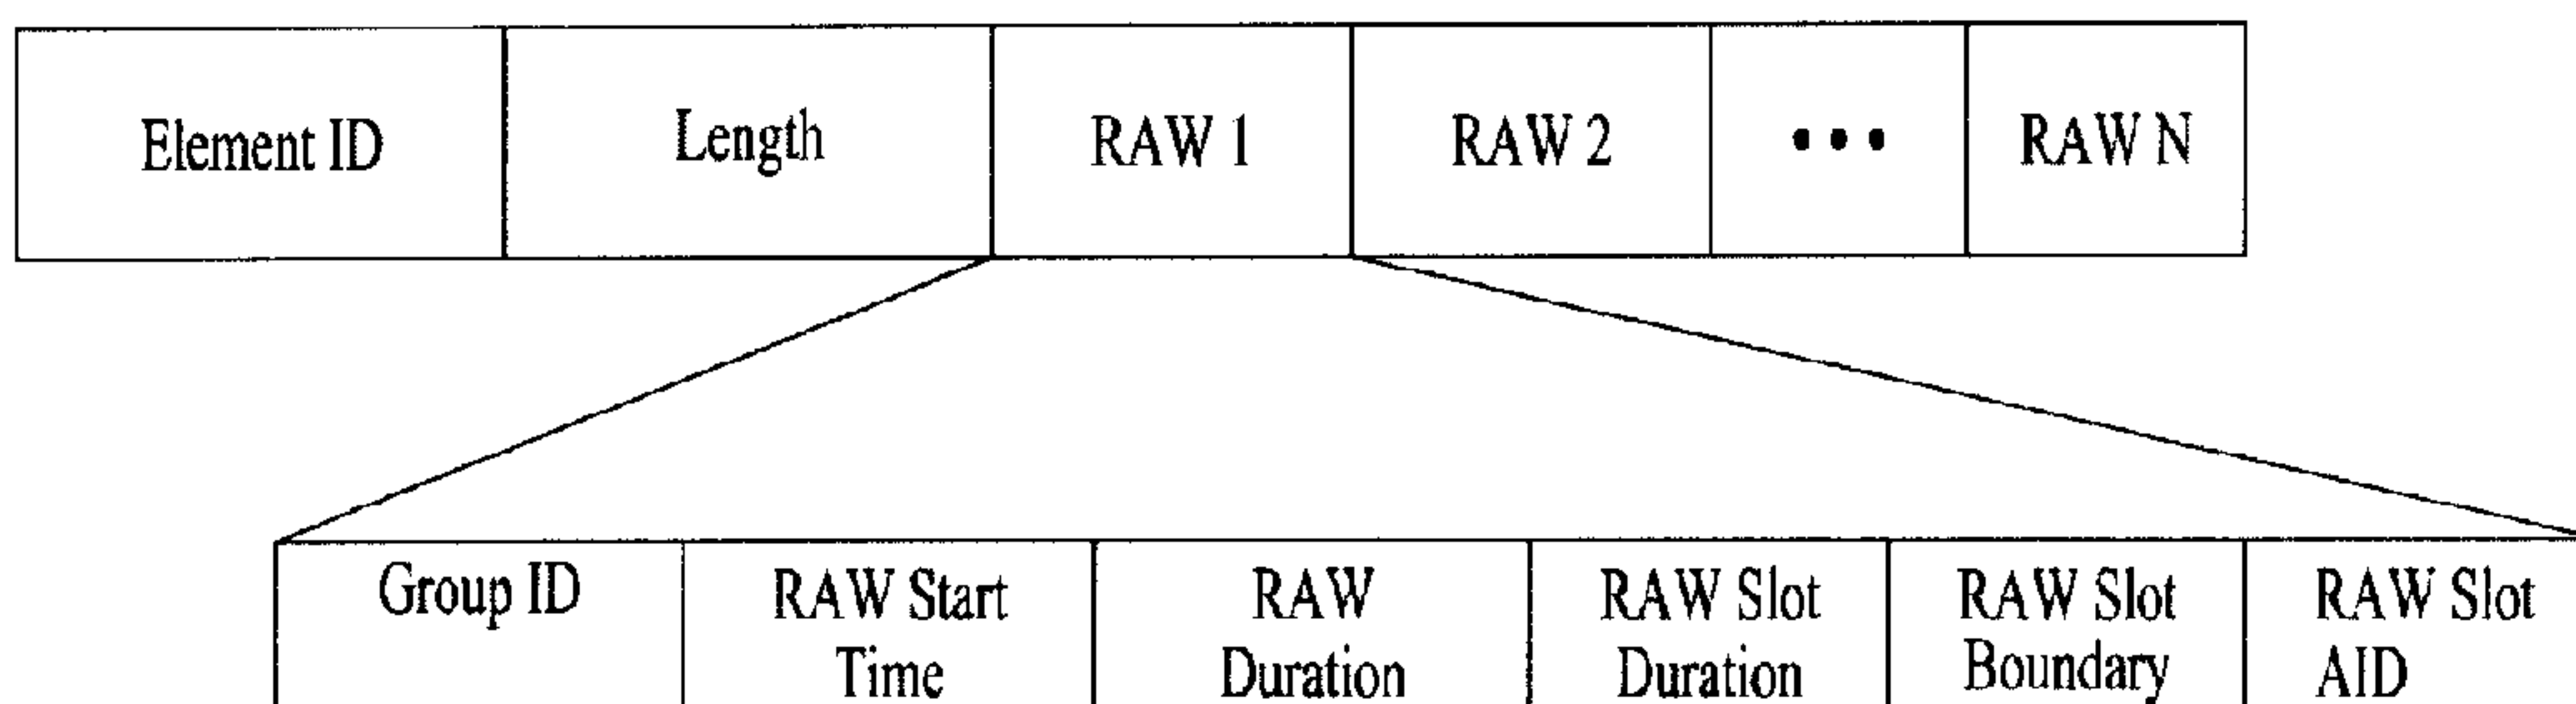 Element ID
Length
RAW 1
RAW 2
•••
RAW N
Group ID
RAW Start
Time
RAW
Duration
RAW Slot
Duration
RAW Slot
Boundary
RAW Slot
AID